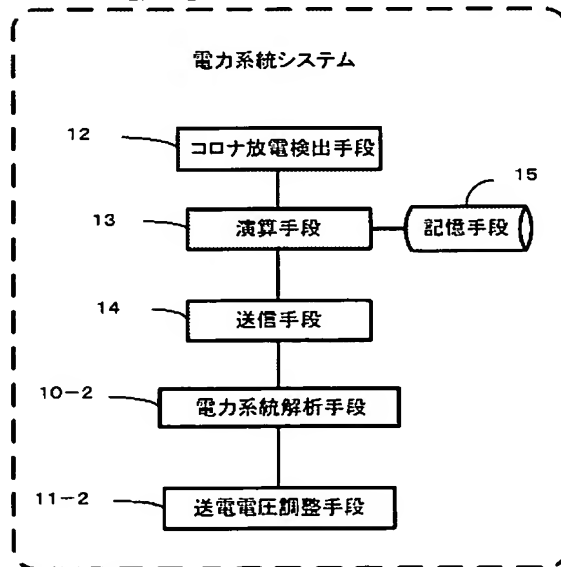 電力系統システム
12
コロナ放電検出手段
15
13
演算手段
記憶手段
14
送信手段
10-2
電力系統解析手段
11-2
送電電圧調整手段